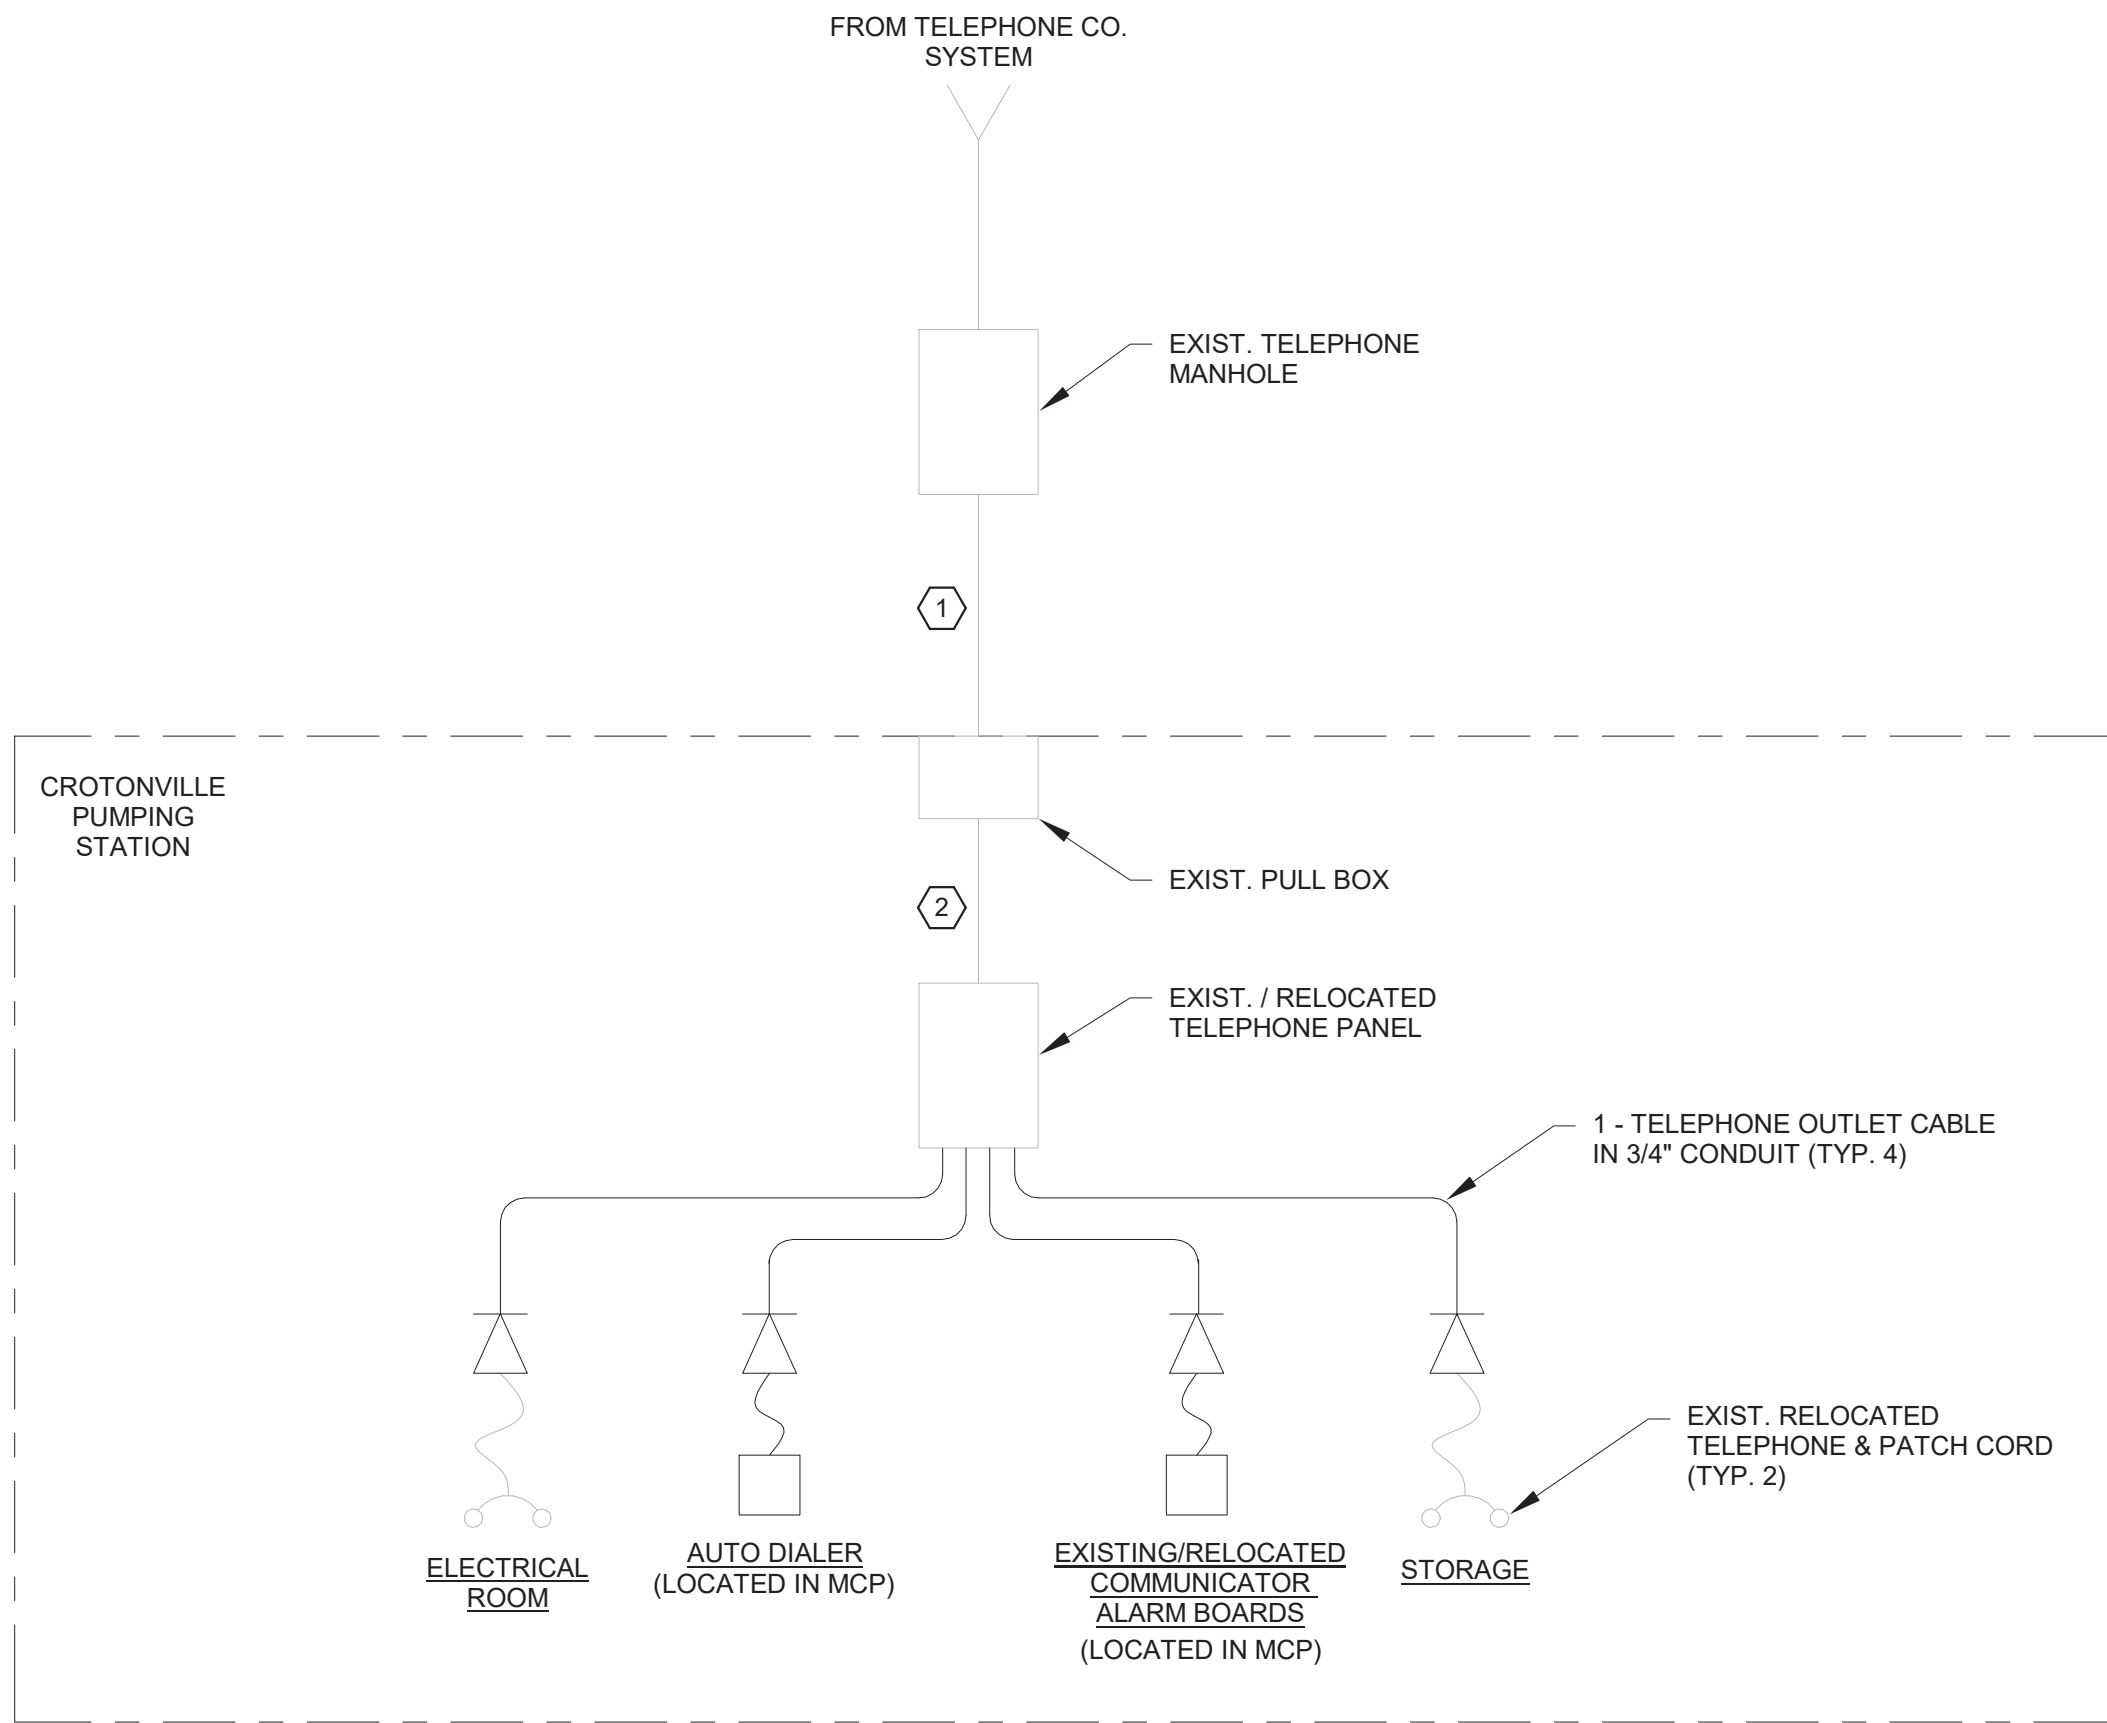 FROM TELEPHONE CO.
SYSTEM
EXIST. TELEPHONE
MANHOLE
1
CROTONVILLE
PUMPING
STATION
EXIST. PULL BOX
2
EXIST. / RELOCATED
TELEPHONE PANEL
1 - TELEPHONE OUTLET CABLE
IN 3/4" CONDUIT (TYP. 4)
EXIST. RELOCATED
TELEPHONE & PATCH CORD
(TYP. 2)
ELECTRICAL
ROOM
AUTO DIALER
(LOCATED IN MCP)
EXISTING/RELOCATED
COMMUNICATOR
ALARM BOARDS
(LOCATED IN MCP)
STORAGE